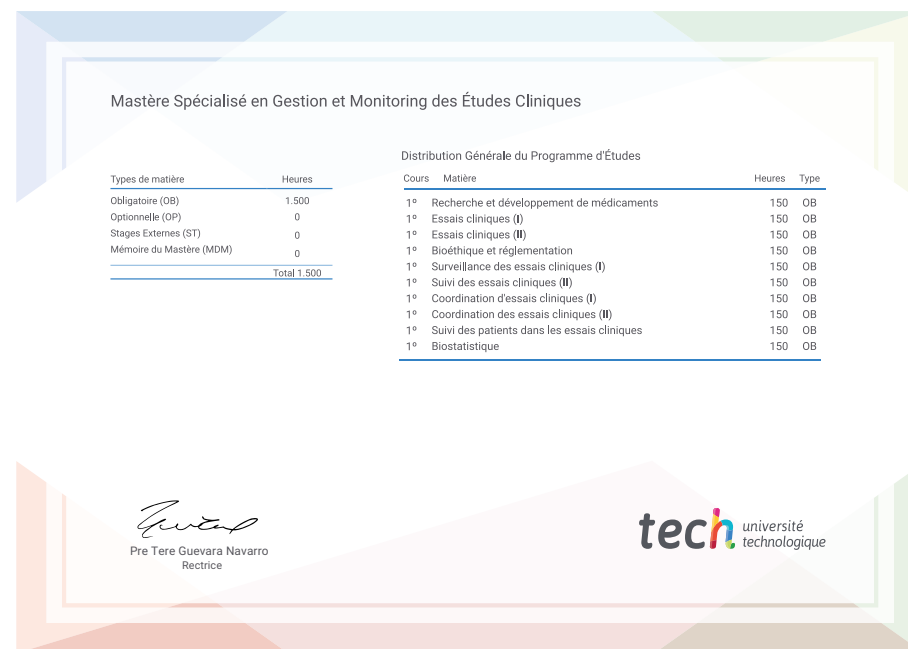 Mastère Spécialisé en Gestion et Monitoring des Études Cliniques
Types de matière Heures
Obligatoire (OB) 1.500
Optionnelle (OP) 0
Stages Externes (ST) 0
Mémoire du Mastère (MDM) 0
Total 1.500
Distribution Générale du Programme d'Études
Cours Matière Heures Type
1º Recherche et développement de médicaments 150 OB
1º Essais cliniques (I) 150 OB
1º Essais cliniques (II) 150 OB
1º Bioéthique et réglementation 150 OB
1º Surveillance des essais cliniques (I) 150 OB
1º Suivi des essais cliniques (II) 150 OB
1º Coordination d'essais cliniques (I) 150 OB
1º Coordination des essais cliniques (II) 150 OB
1º Suivi des patients dans les essais cliniques 150 OB
1º Biostatistique 150 OB
Pre Tere Guevara Navarro
Rectrice
tech université
technologique